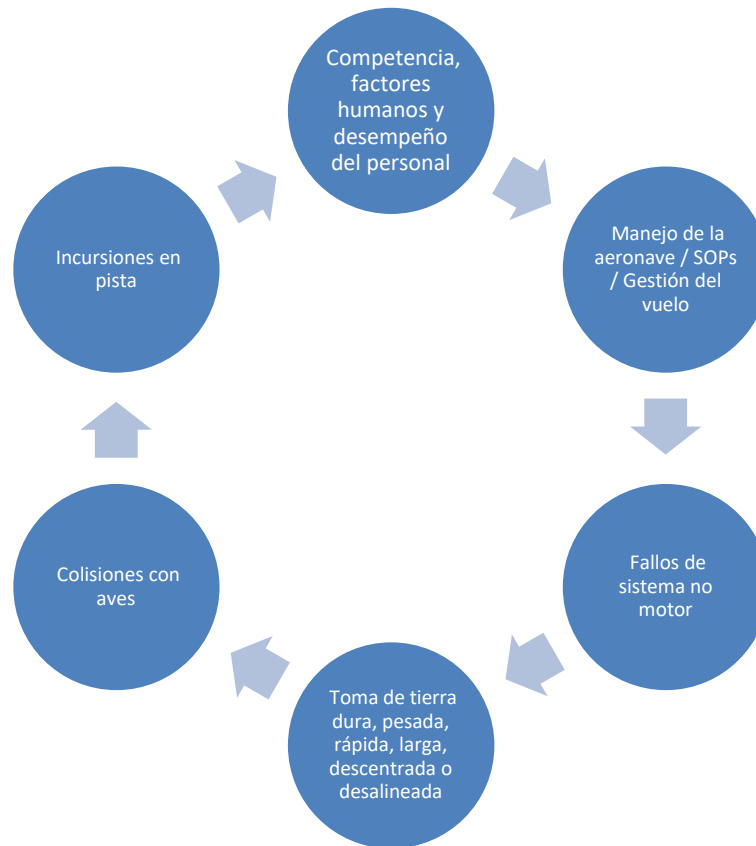 Competencia,
factores
humanos y
desempeño
del personal
Manejo de la
aeronave / SOPs
/ Gestión del
vuelo
Fallos de
sistema no
motor
Toma de tierra
dura, pesada,
rápida, larga,
descentrada o
desalineada
Colisiones con
aves
Incursiones en
pista